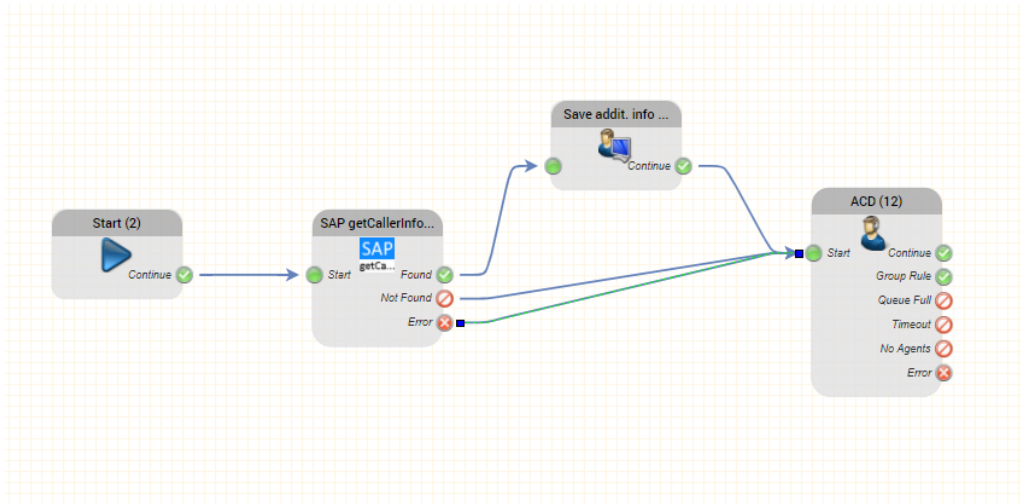 Save addit. info ...
Continue
Start (2)
Continue
SAP getCallerInfo...
SAP
getCa...
Start
Found
Not Found
Error
ACD (12)
Start
Continue
Group Rule
Queue Full
Timeout
No Agents
Error